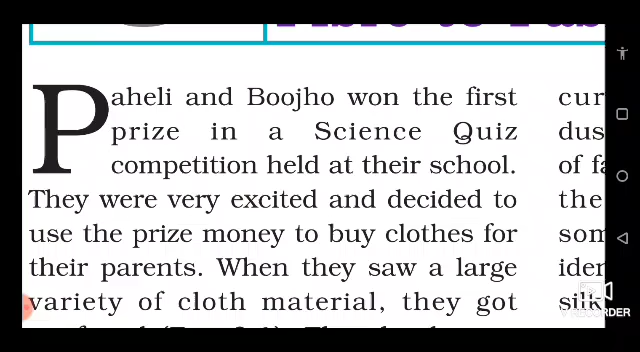 Paheli and Boojho won the first
prize in a Science Quiz
competition held at their school.
They were very excited and decided to
use the prize money to buy clothes for
their parents. When they saw a large
variety of cloth material, they got
cur
dus
of fa
the
som
iden
silk